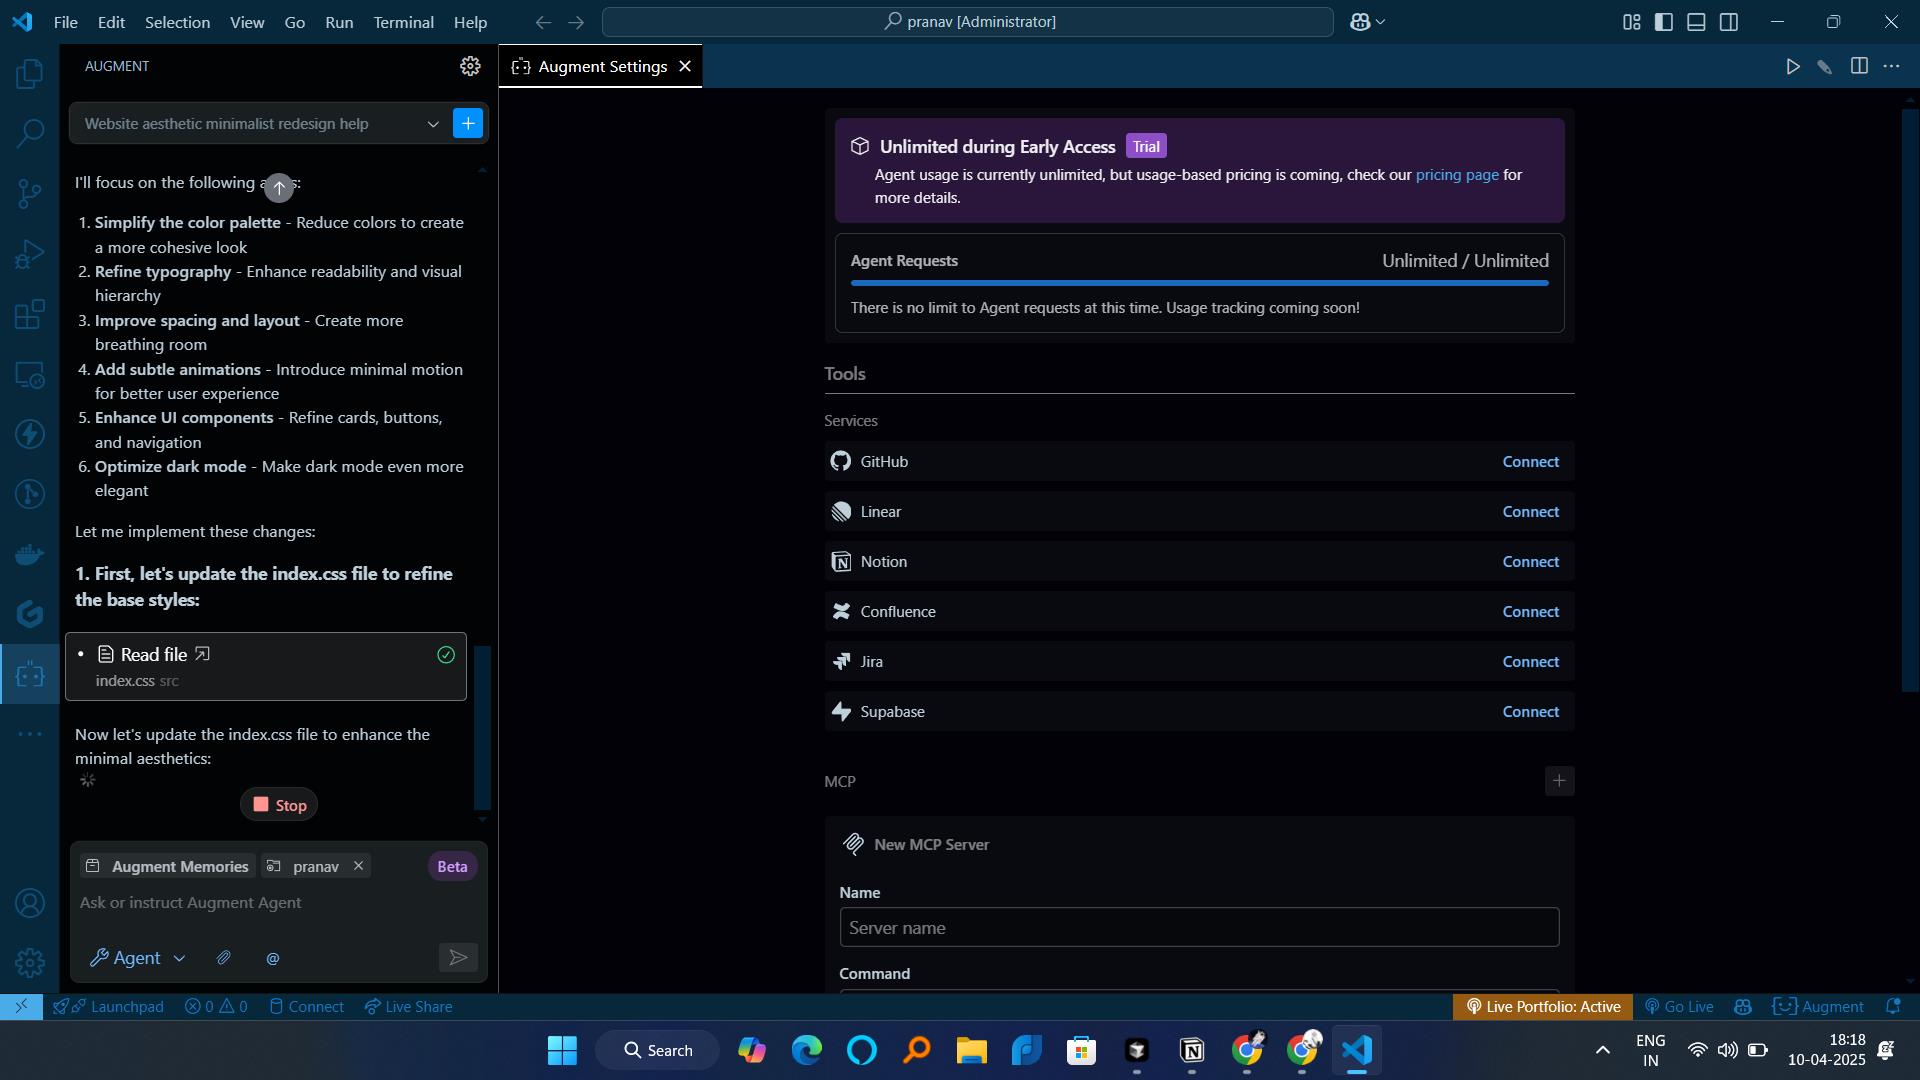 File Edit Selection View Go Run Terminal Help
pranav [Administrator]
AUGMENT
Website aesthetic minimalist redesign help
I'll focus on the following
1. Simplify the color palette - Reduce colors to create
a more cohesive look
2. Refine typography - Enhance readability and visual
hierarchy
3. Improve spacing and layout - Create more
breathing room
4. Add subtle animations - Introduce minimal motion
for better user experience
5. Enhance UI components - Refine cards, buttons,
and navigation
6. Optimize dark mode - Make dark mode even more
elegant
Let me implement these changes:
1. First, let's update the index.css file to refine
the base styles:
Read file
index.css src
Now let's update the index.css file to enhance the
minimal aesthetics:
Stop
Augment Memories pranav Beta
Ask or instruct Augment Agent
Agent @
Augment Settings
Unlimited during Early Access Trial
Agent usage is currently unlimited, but usage-based pricing is coming, check our pricing page for
more details.
Agent Requests Unlimited / Unlimited
There is no limit to Agent requests at this time. Usage tracking coming soon!
Tools
Services
GitHub Connect
Linear Connect
Notion Connect
Confluence Connect
Jira Connect
Supabase Connect
MCP
New MCP Server
Name
Server name
Command
Launchpad 0 0 Connect Live Share
Live Portfolio: Active Go Live Augment
Search
ENG
IN
18:18
10-04-2025